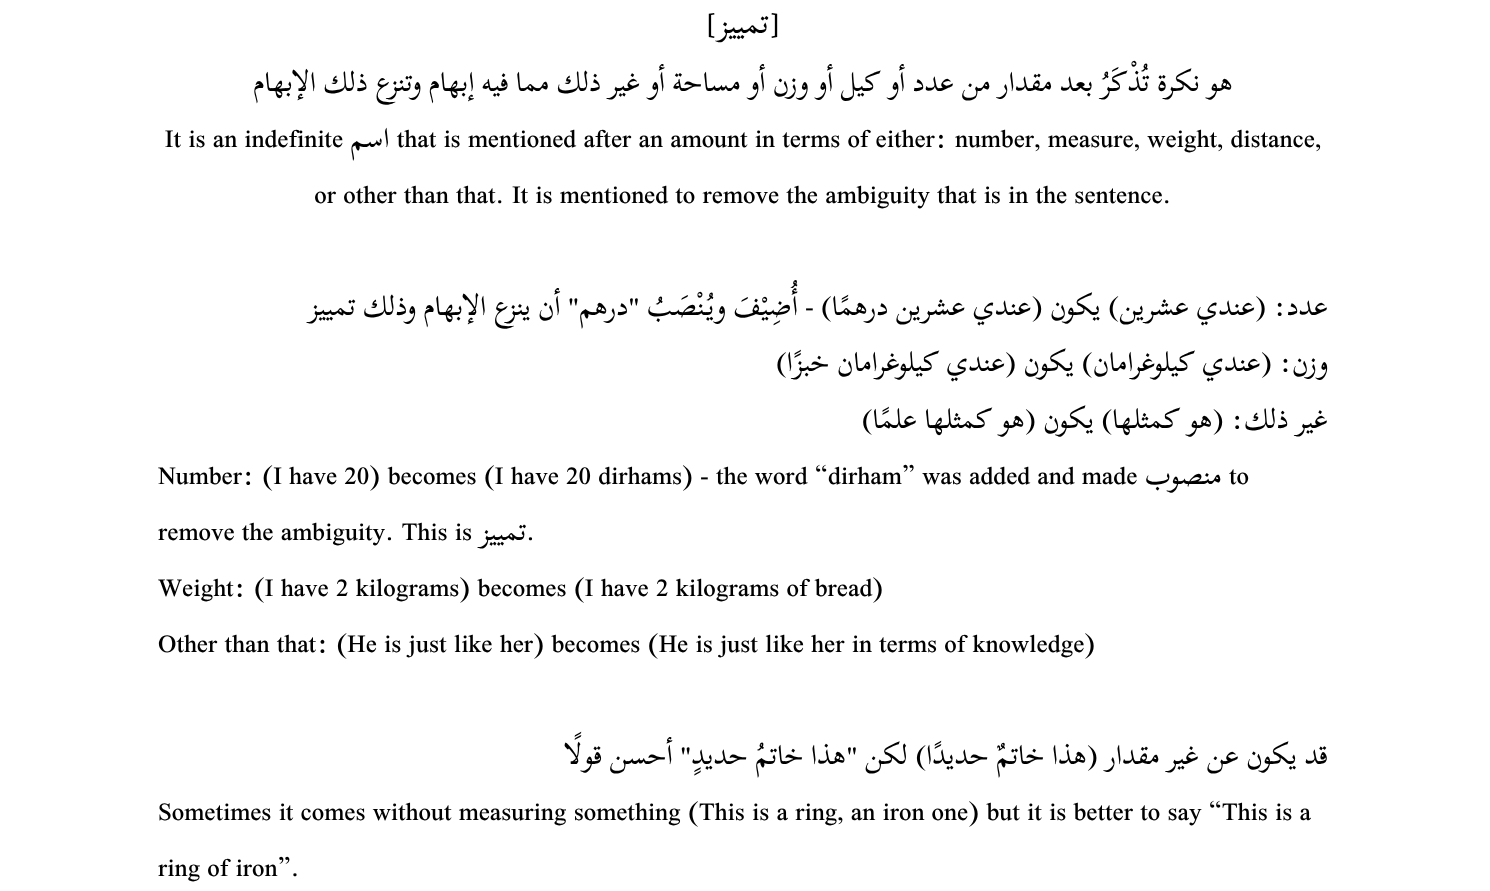 [تمييز]
هو نكرة تُذْكَرُ بعد مقدار من عدد أو كيل أو وزن أو مساحة أو غير ذلك مما فيه إبهام وتنزع ذلك الإبهام
It is an indefinite اسم that is mentioned after an amount in terms of either: number, measure, weight, distance,
or other than that. It is mentioned to remove the ambiguity that is in the sentence.
عدد: (عندي عشرين) يكون (عندي عشرين درهمًا) - أُضِيْفَ ويُنْصَبُ "درهم" أن ينزع الإبهام وذلك تمييز
وزن: (عندي كيلوغرامان) يكون (عندي كيلوغرامان خبزًا)
غير ذلك: (هو كمثلها) يكون (هو كمثلها علمًا)
Number: (I have 20) becomes (I have 20 dirhams) - the word “dirham” was added and made منصوب to
remove the ambiguity. This is تمييز.
Weight: (I have 2 kilograms) becomes (I have 2 kilograms of bread)
Other than that: (He is just like her) becomes (He is just like her in terms of knowledge)
قد يكون عن غير مقدار (هذا خاتمٌ حديدًا) لكن "هذا خاتمُ حديدٍ" أحسن قولًا
Sometimes it comes without measuring something (This is a ring, an iron one) but it is better to say “This is a
ring of iron”.